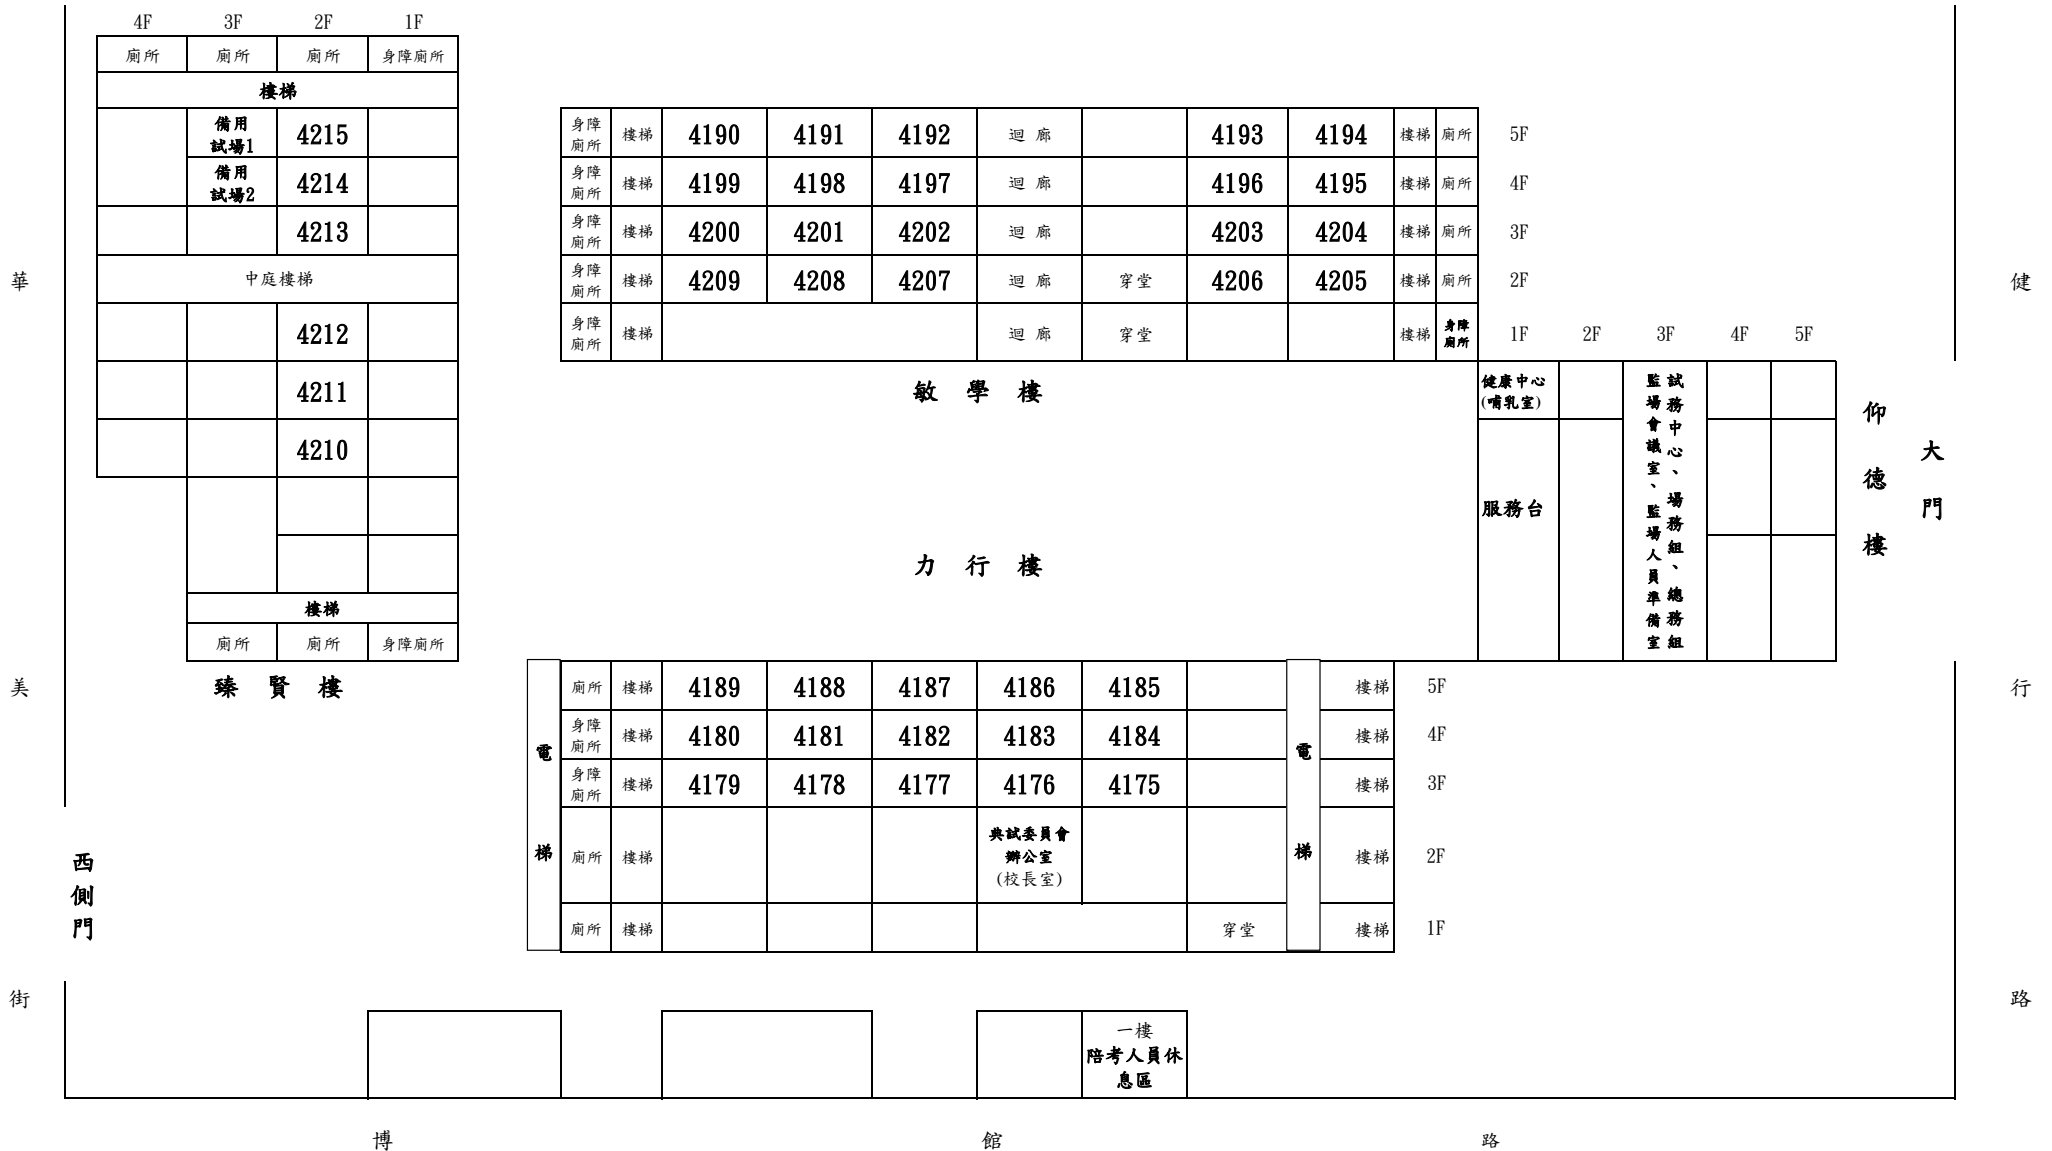 4F 3F 2F 1F
廁所 廁所 廁所 身障廁所
樓梯
備用
試場1
4215
備用
試場2
4214
4213
中庭樓梯
4212
4211
4210
樓梯
廁所 廁所 身障廁所
臻賢樓
身障
廁所
樓梯 4190 4191 4192 迴廊 4193 4194 樓梯 廁所 5F
身障
廁所
樓梯 4199 4198 4197 迴廊 4196 4195 樓梯 廁所 4F
身障
廁所
樓梯 4200 4201 4202 迴廊 4203 4204 樓梯 廁所 3F
身障
廁所
樓梯 4209 4208 4207 迴廊 穿堂 4206 4205 樓梯 廁所 2F
身障
廁所
樓梯 迴廊 穿堂 樓梯
身障
廁所
1F 2F 3F 4F 5F
敏學樓
健康中心
(哺乳室)
服務台
試務中心、場務組、總務組
監場會議室、監場人員準備室
仰德樓
大門
力行樓
電梯
廁所 樓梯 4189 4188 4187 4186 4185 樓梯 5F
身障
廁所
樓梯 4180 4181 4182 4183 4184 樓梯 4F
身障
廁所
樓梯 4179 4178 4177 4176 4175 樓梯 3F
廁所 樓梯
典試委員會
辦公室
(校長室)
樓梯 2F
廁所 樓梯 穿堂 樓梯 1F
電梯
西側門
一樓
陪考人員休
息區
華美街
健行路
博館路